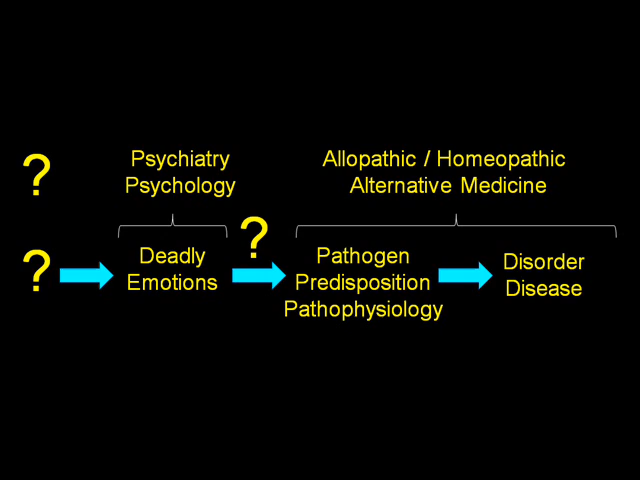 ?
Psychiatry
Psychology
Allopathic / Homeopathic
Alternative Medicine
?
Deadly
Emotions
?
Pathogen
Predisposition
Pathophysiology
Disorder
Disease